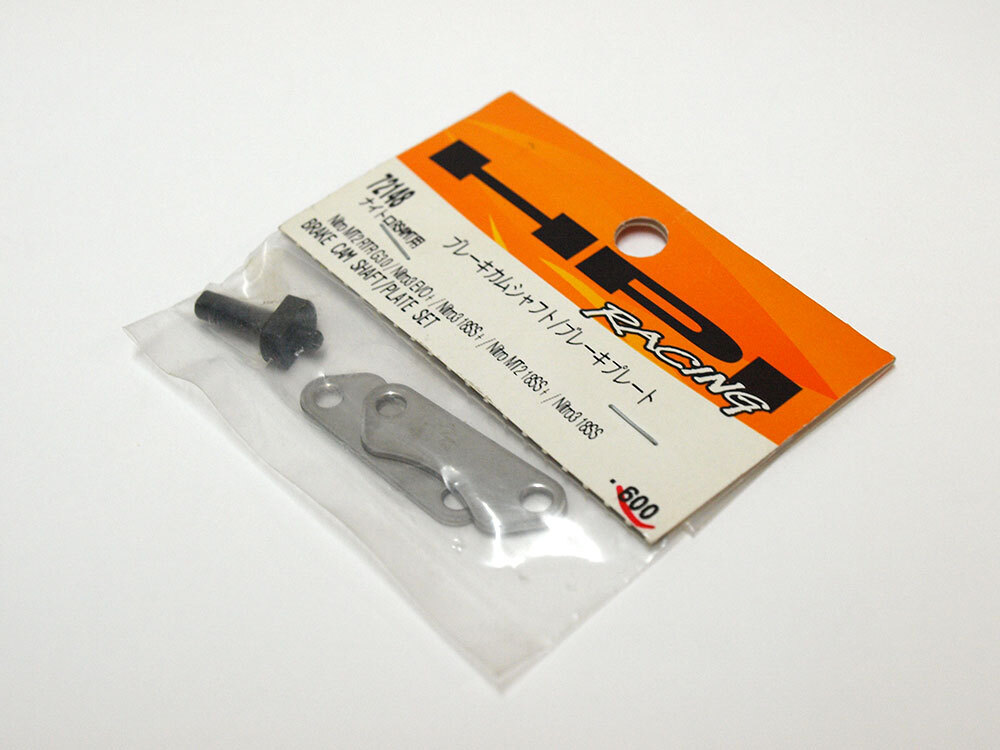 HPI
RACING
72148
ブレーキカムシャフト/ブレーキプレート
Nitro MT2 RTR G3.0 / Nitro3 EVO+ / Nitro3 18SS+ / Nitro MT2 18SS+ / Nitro3 18SS
BRAKE CAM SHAFT/PLATE SET
600